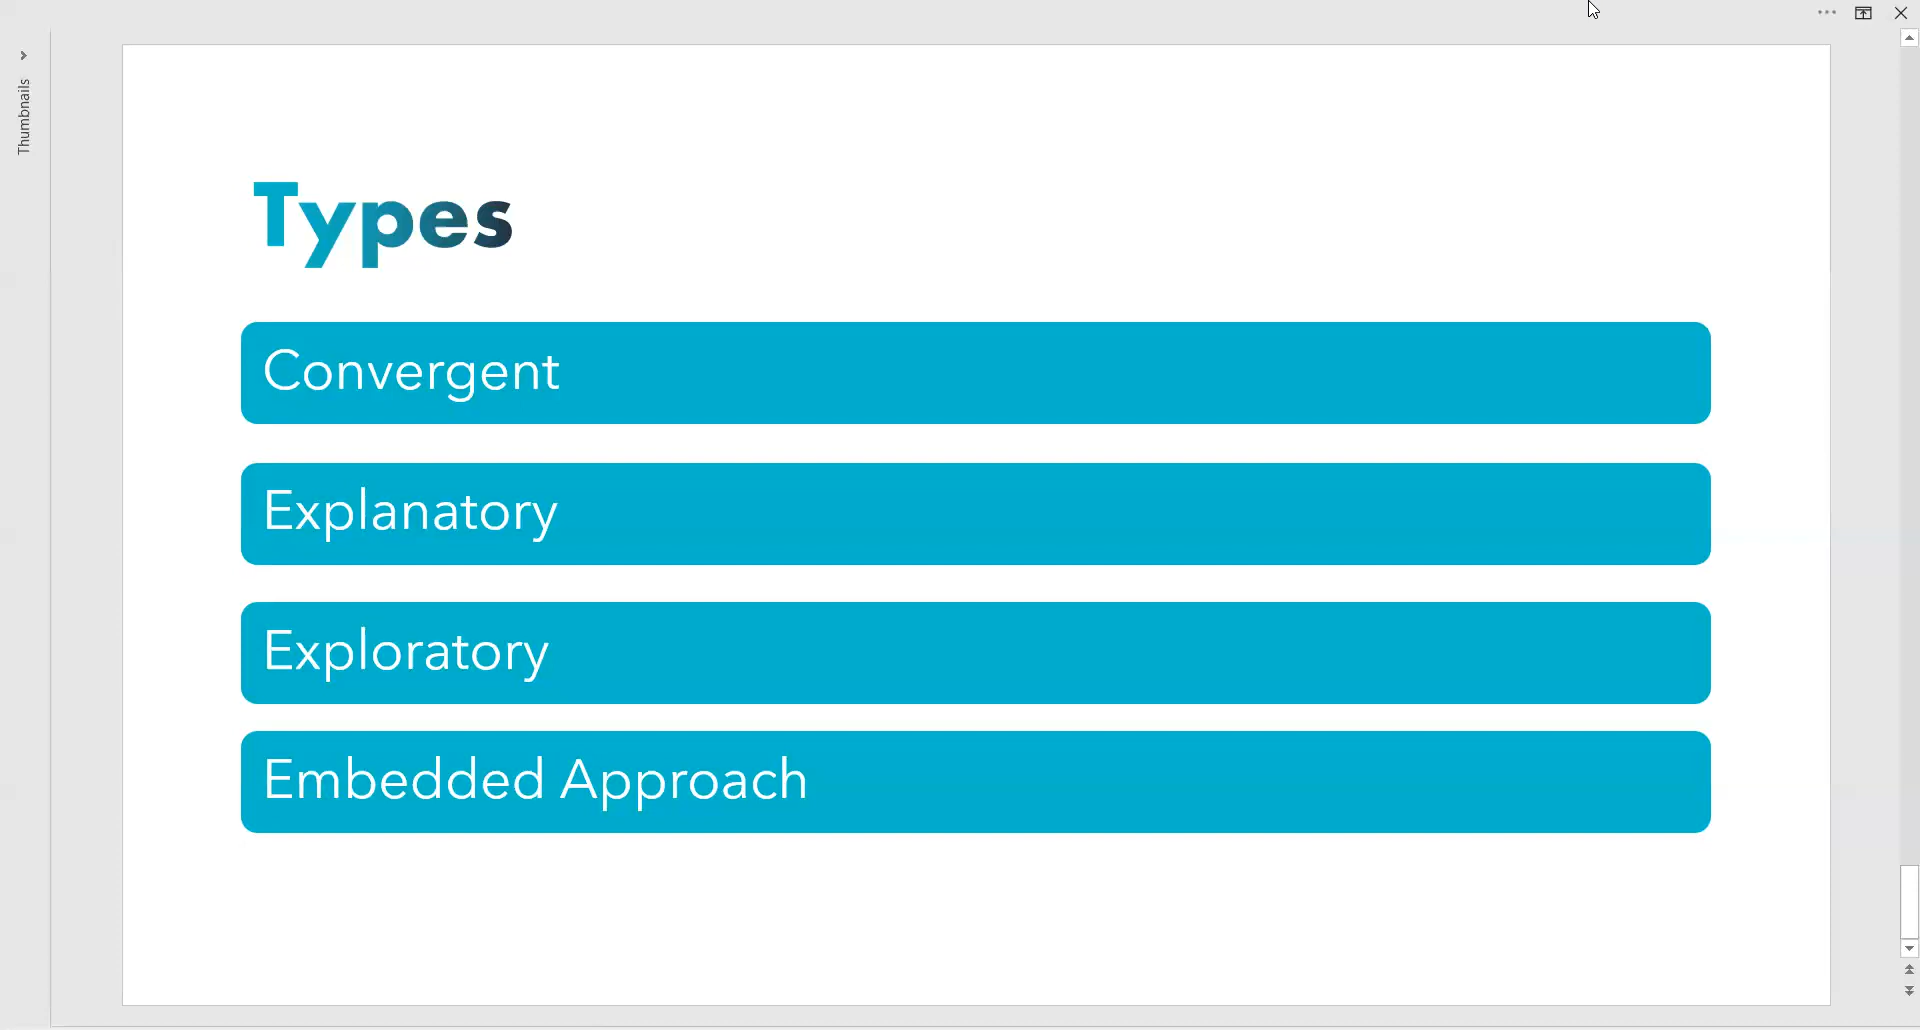 Thumbnails
Types
Convergent
Explanatory
Exploratory
Embedded Approach